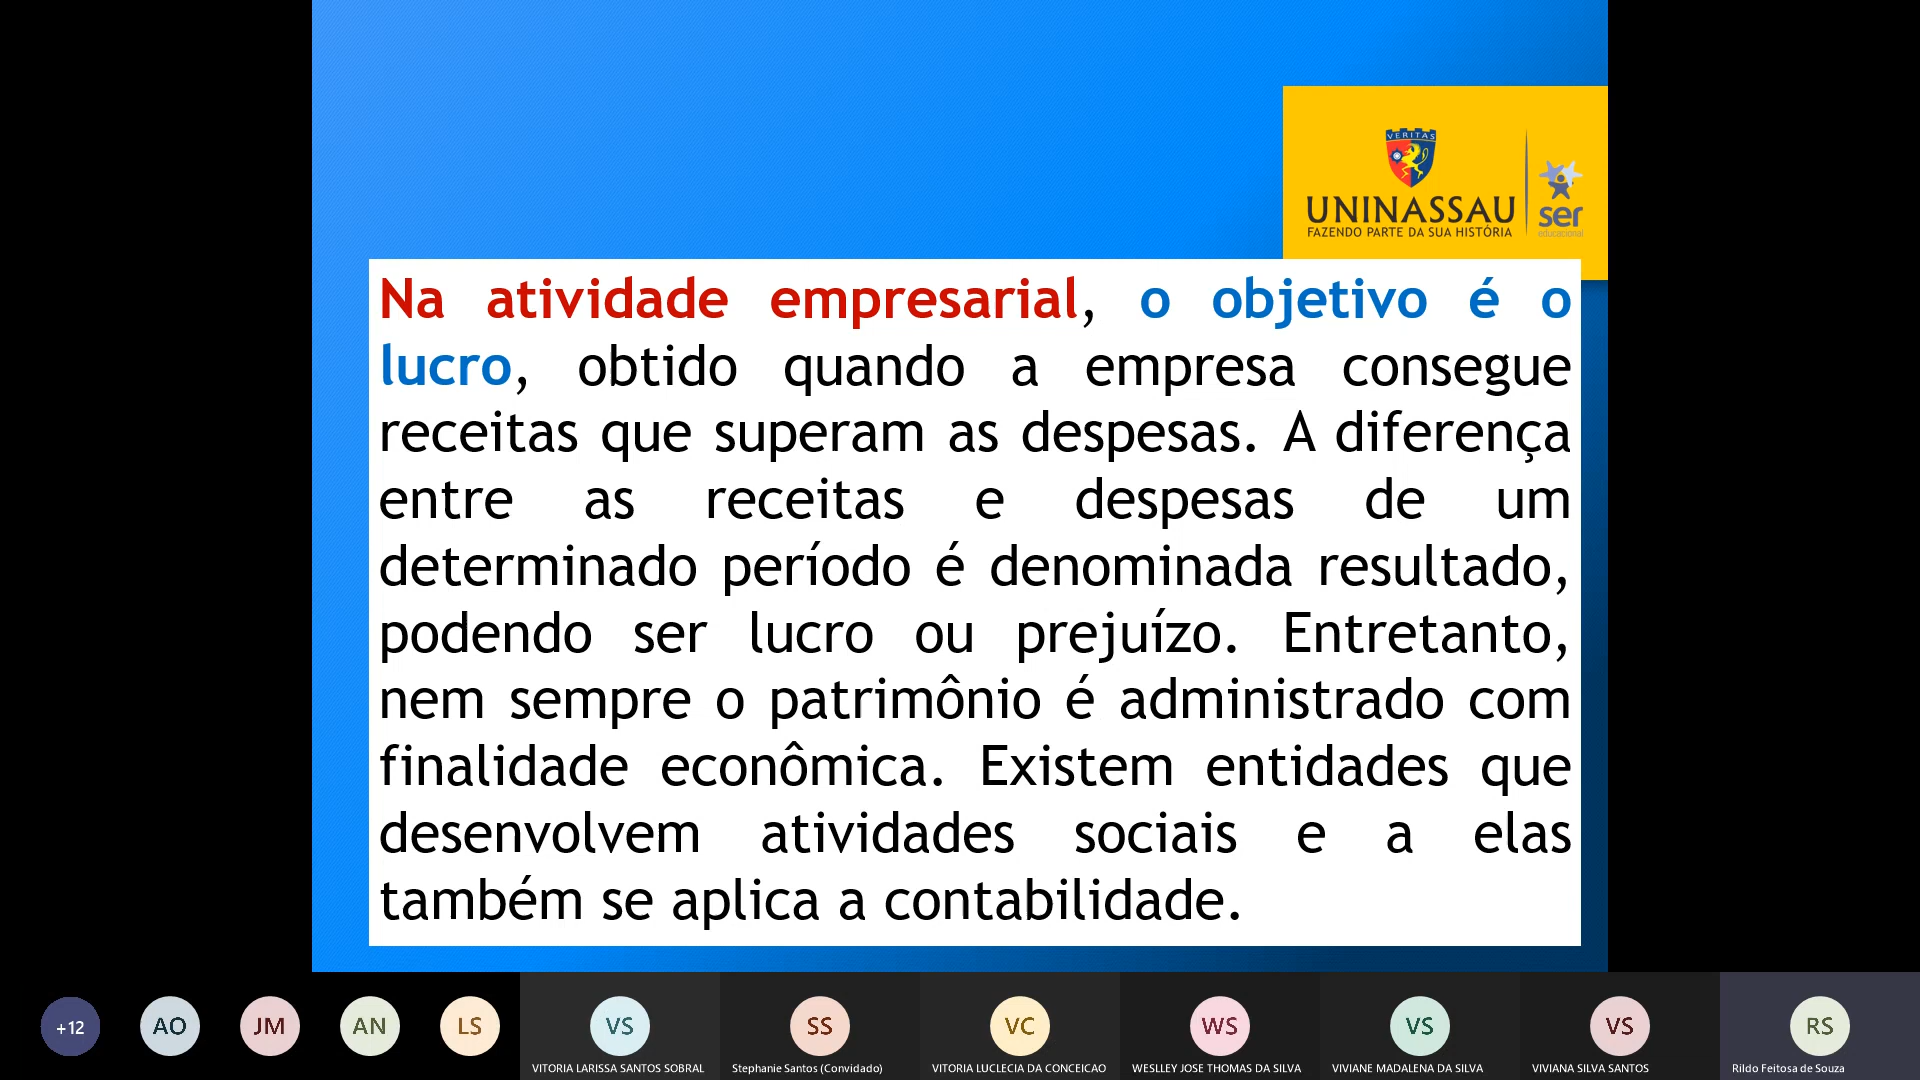 VERITAS
UNINASSAU
FAZENDO PARTE DA SUA HISTÓRIA
ser
educacional
Na atividade empresarial, o objetivo é o
lucro, obtido quando a empresa consegue
receitas que superam as despesas. A diferença
entre as receitas e despesas de um
determinado período é denominada resultado,
podendo ser lucro ou prejuízo. Entretanto,
nem sempre o patrimônio é administrado com
finalidade econômica. Existem entidades que
desenvolvem atividades sociais e a elas
também se aplica a contabilidade.
+12 AO JM AN LS VS SS VC WS VS VS RS
VITORIA LARISSA SANTOS SOBRAL Stephanie Santos (Convidado) VITORIA LUCLECIA DA CONCEICAO WESLLEY JOSE THOMAS DA SILVA VIVIANE MADALENA DA SILVA VIVIANA SILVA SANTOS Rildo Feitosa de Souza